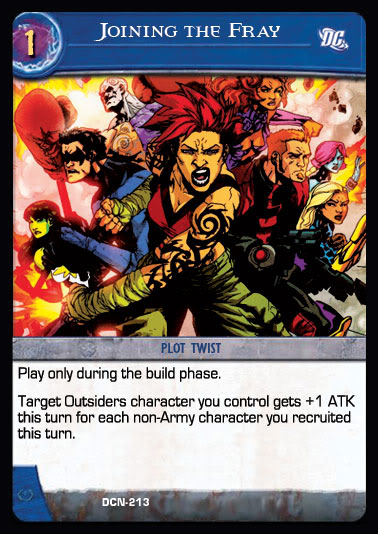 1
JOINING THE FRAY
DC
PLOT TWIST
Play only during the build phase.
Target Outsiders character you control gets +1 ATK
this turn for each non-Army character you recruited
this turn.
DCN-213